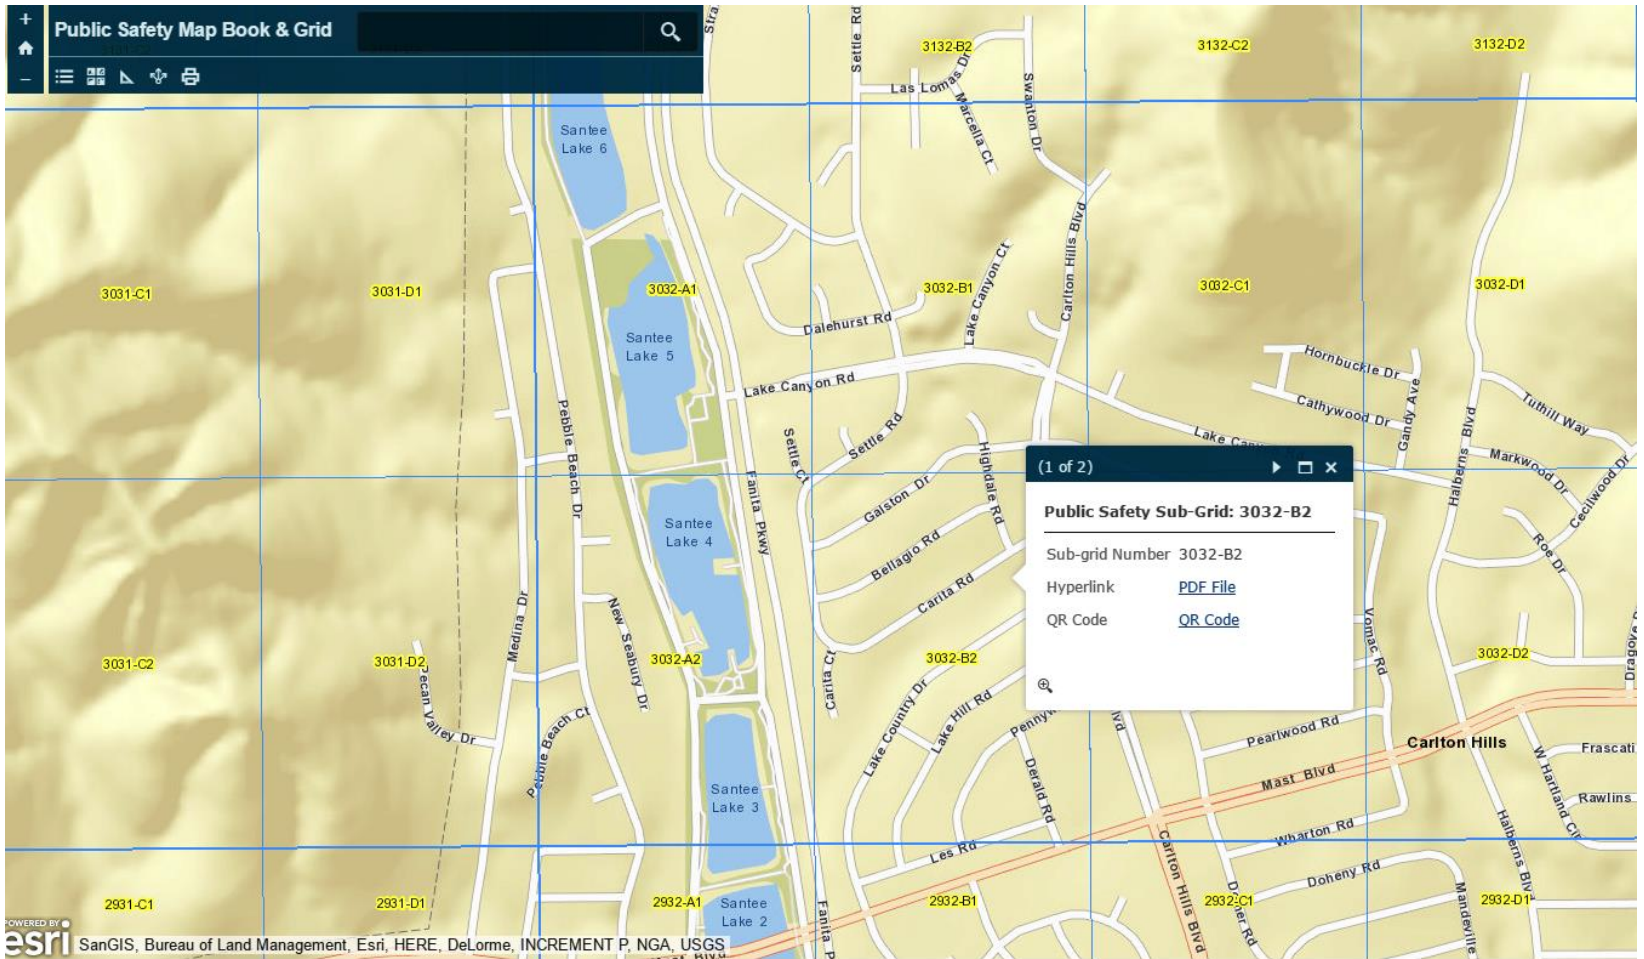 Public Safety Map Book & Grid
3132-B2
3132-C2
3132-D2
Settle Rd
Las Lomas Dr
Marcella Ct
Swanton Dr
Santee
Lake 6
Carlton Hills Blvd
Lake Canyon Ct
3031-C1
3031-D1
3032-A1
3032-B1
3032-C1
3032-D1
Dalehurst Rd
Santee
Lake 5
Lake Canyon Rd
Hornbuckle Dr
Cathywood Dr
Gandy Ave
Tuthill Way
Pebble Beach Dr
Settle Ct
Settle Rd
Highdale Rd
Halberns Blvd
Markwood Dr
Cecilwood Dr
Fanita Pkwy
Galston Dr
(1 of 2)
Public Safety Sub-Grid: 3032-B2
Sub-grid Number 3032-B2
Hyperlink PDF File
QR Code QR Code
Santee
Lake 4
Bellagio Rd
Carita Rd
Roe Dr
Medina Dr
New Seabury Dr
Vomac Rd
3031-C2
3031-D2
3032-A2
3032-B2
3032-D2
Carita Ct
Pecan Valley Dr
Pebble Beach Ct
Lake Country Dr
Lake Hill Rd
Derald Rd
Pearlwood Rd
Carlton Hills
Frascati
Mast Blvd
W Hartland Cir
Rawlins
Santee
Lake 3
Les Rd
Wharton Rd
Halberns Blvd
Carlton Hills Blvd
Doheny Rd
Mandeville
2931-C1
2931-D1
2932-A1
2932-B1
2932-C1
2932-D1
Santee
Lake 2
Fanita P
Mast Blvd
POWERED BY
esri
SanGIS, Bureau of Land Management, Esri, HERE, DeLorme, INCREMENT P, NGA, USGS